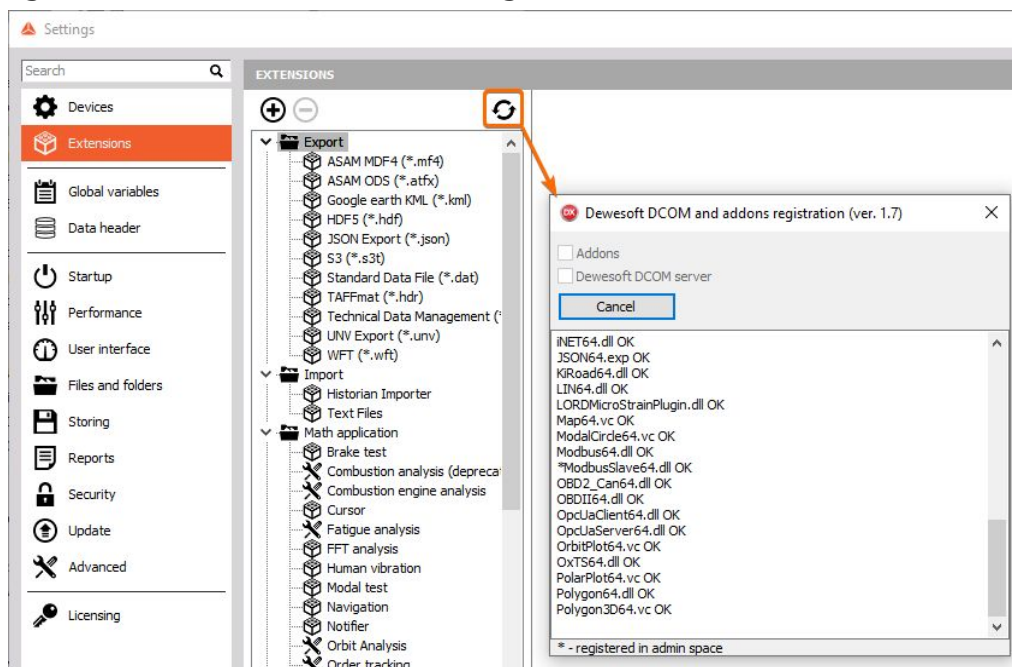 Settings
Search
Devices
Extensions
Global variables
Data header
Startup
Performance
User interface
Files and folders
Storing
Reports
Security
Update
Advanced
Licensing
EXTENSIONS
Export
ASAM MDF4 (*.mf4)
ASAM ODS (*.atfx)
Google earth KML (*.kml)
HDF5 (*.hdf)
JSON Export (*.json)
S3 (*.s3t)
Standard Data File (*.dat)
TAFFmat (*.hdr)
Technical Data Management (
UNV Export (*.unv)
WFT (*.wft)
Import
Historian Importer
Text Files
Math application
Brake test
Combustion analysis (depreca
Combustion engine analysis
Cursor
Fatigue analysis
FFT analysis
Human vibration
Modal test
Navigation
Notifier
Orbit Analysis
Order tracking
DX Dewesoft DCOM and addons registration (ver. 1.7)
Addons
Dewesoft DCOM server
Cancel
iNET64.dll OK
JSON64.exp OK
KiRoad64.dll OK
LIN64.dll OK
LORDMicroStrainPlugin.dll OK
Map64.vc OK
ModalCircle64.vc OK
Modbus64.dll OK
*ModbusSlave64.dll OK
OBD2_Can64.dll OK
OBDII64.dll OK
OpcUaClient64.dll OK
OpcUaServer64.dll OK
OrbitPlot64.vc OK
OxTS64.dll OK
PolarPlot64.vc OK
Polygon64.dll OK
Polygon3D64.vc OK
* - registered in admin space